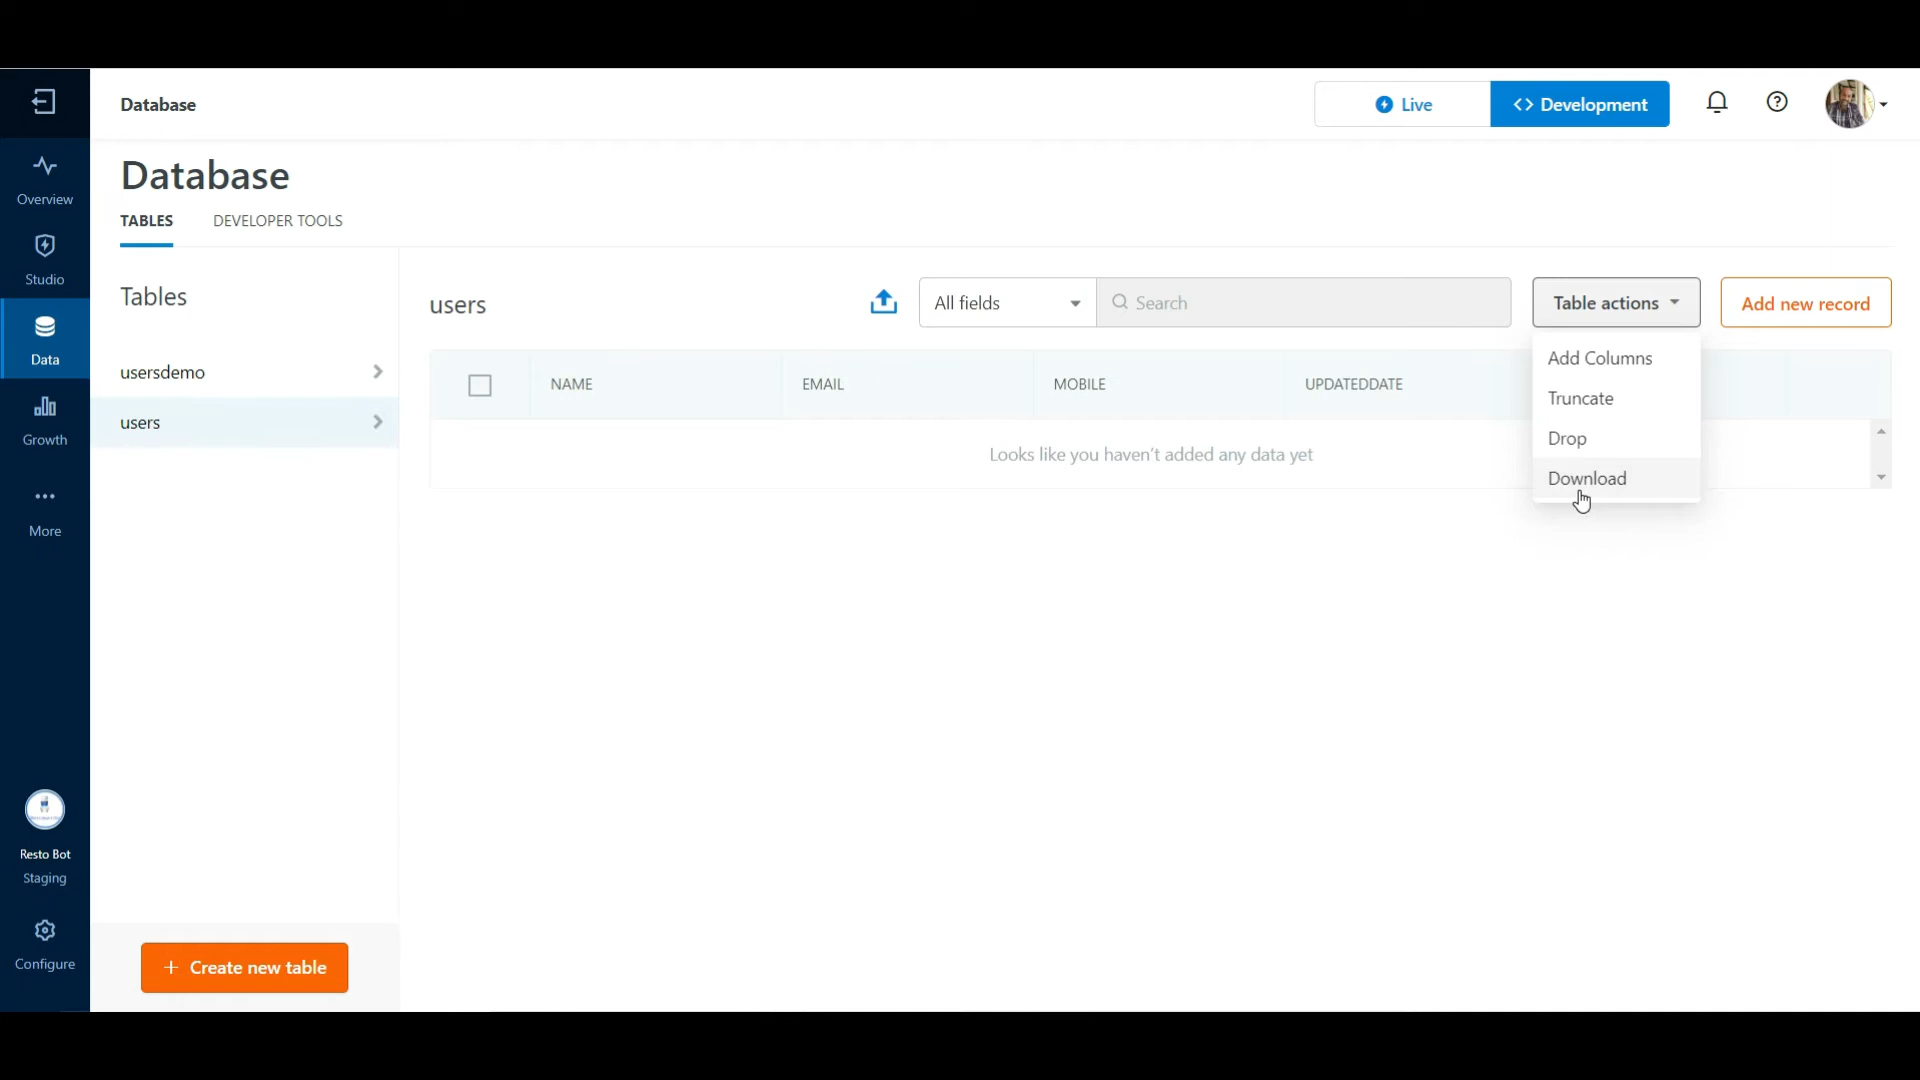 Database
Live
Development
Overview
Studio
Data
Growth
More
Resto Bot
Staging
Configure
Database
TABLES
DEVELOPER TOOLS
Tables
usersdemo
users
Create new table
users
All fields
Search
Table actions
Add new record
NAME
EMAIL
MOBILE
UPDATEDDATE
Looks like you haven't added any data yet
Add Columns
Truncate
Drop
Download